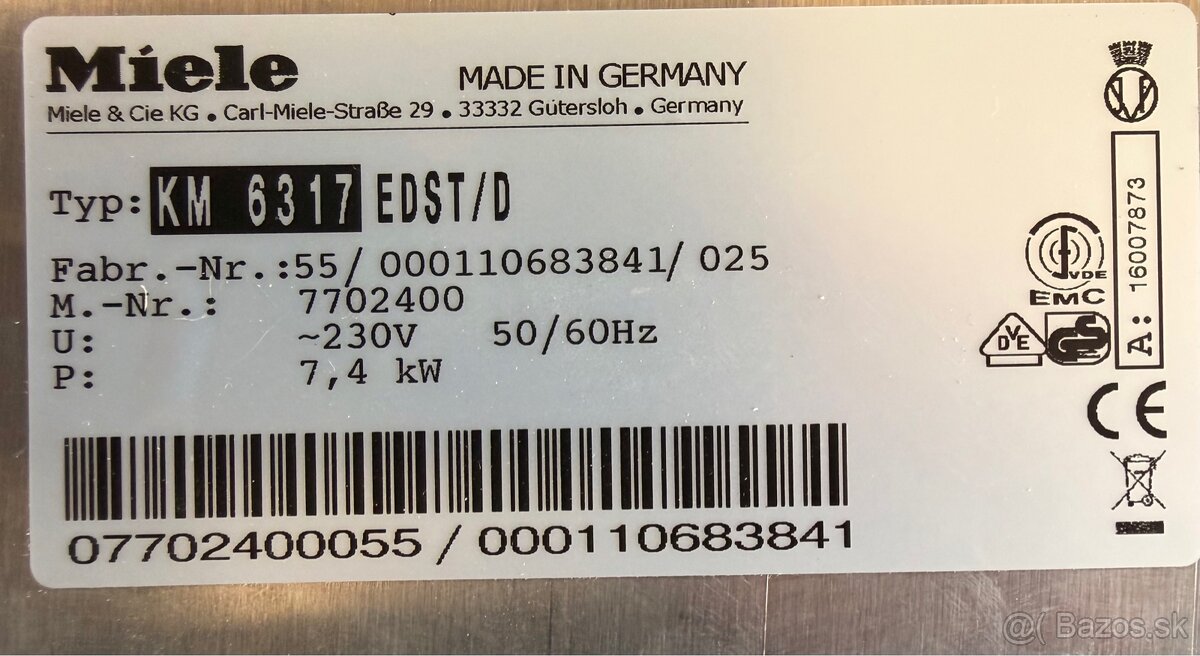 Miele
MADE IN GERMANY
Miele & Cie KG • Carl-Miele-Straße 29 • 33332 Gütersloh • Germany
Typ: KM 6317 EDST/D
Fabr.-Nr.:55/ 000110683841/ 025
M.-Nr.: 7702400
U: ~230V 50/60Hz
P: 7,4 kW
07702400055 / 000110683841
A: 16007873
VDE
EMC
DVE
GS
CE
@( Bazos.sk